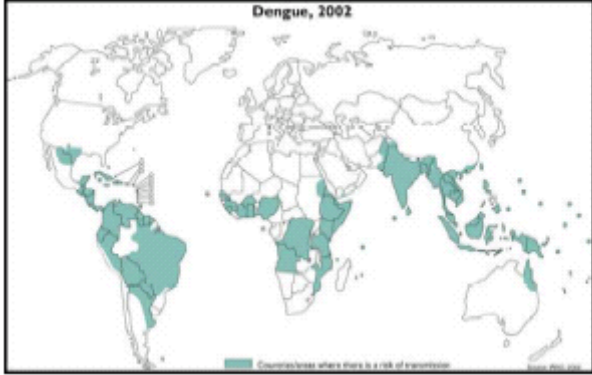 Dengue, 2002
Countries/areas where there is a risk of transmission